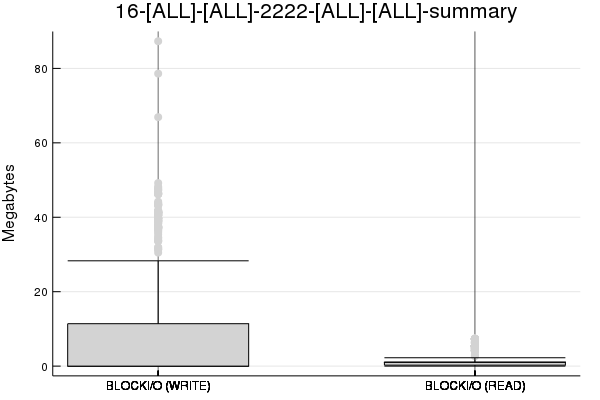 16-[ALL]-[ALL]-2222-[ALL]-[ALL]-summary
Megabytes
80
60
40
20
0
BLOCKI/O (WRITE)
BLOCKI/O (READ)